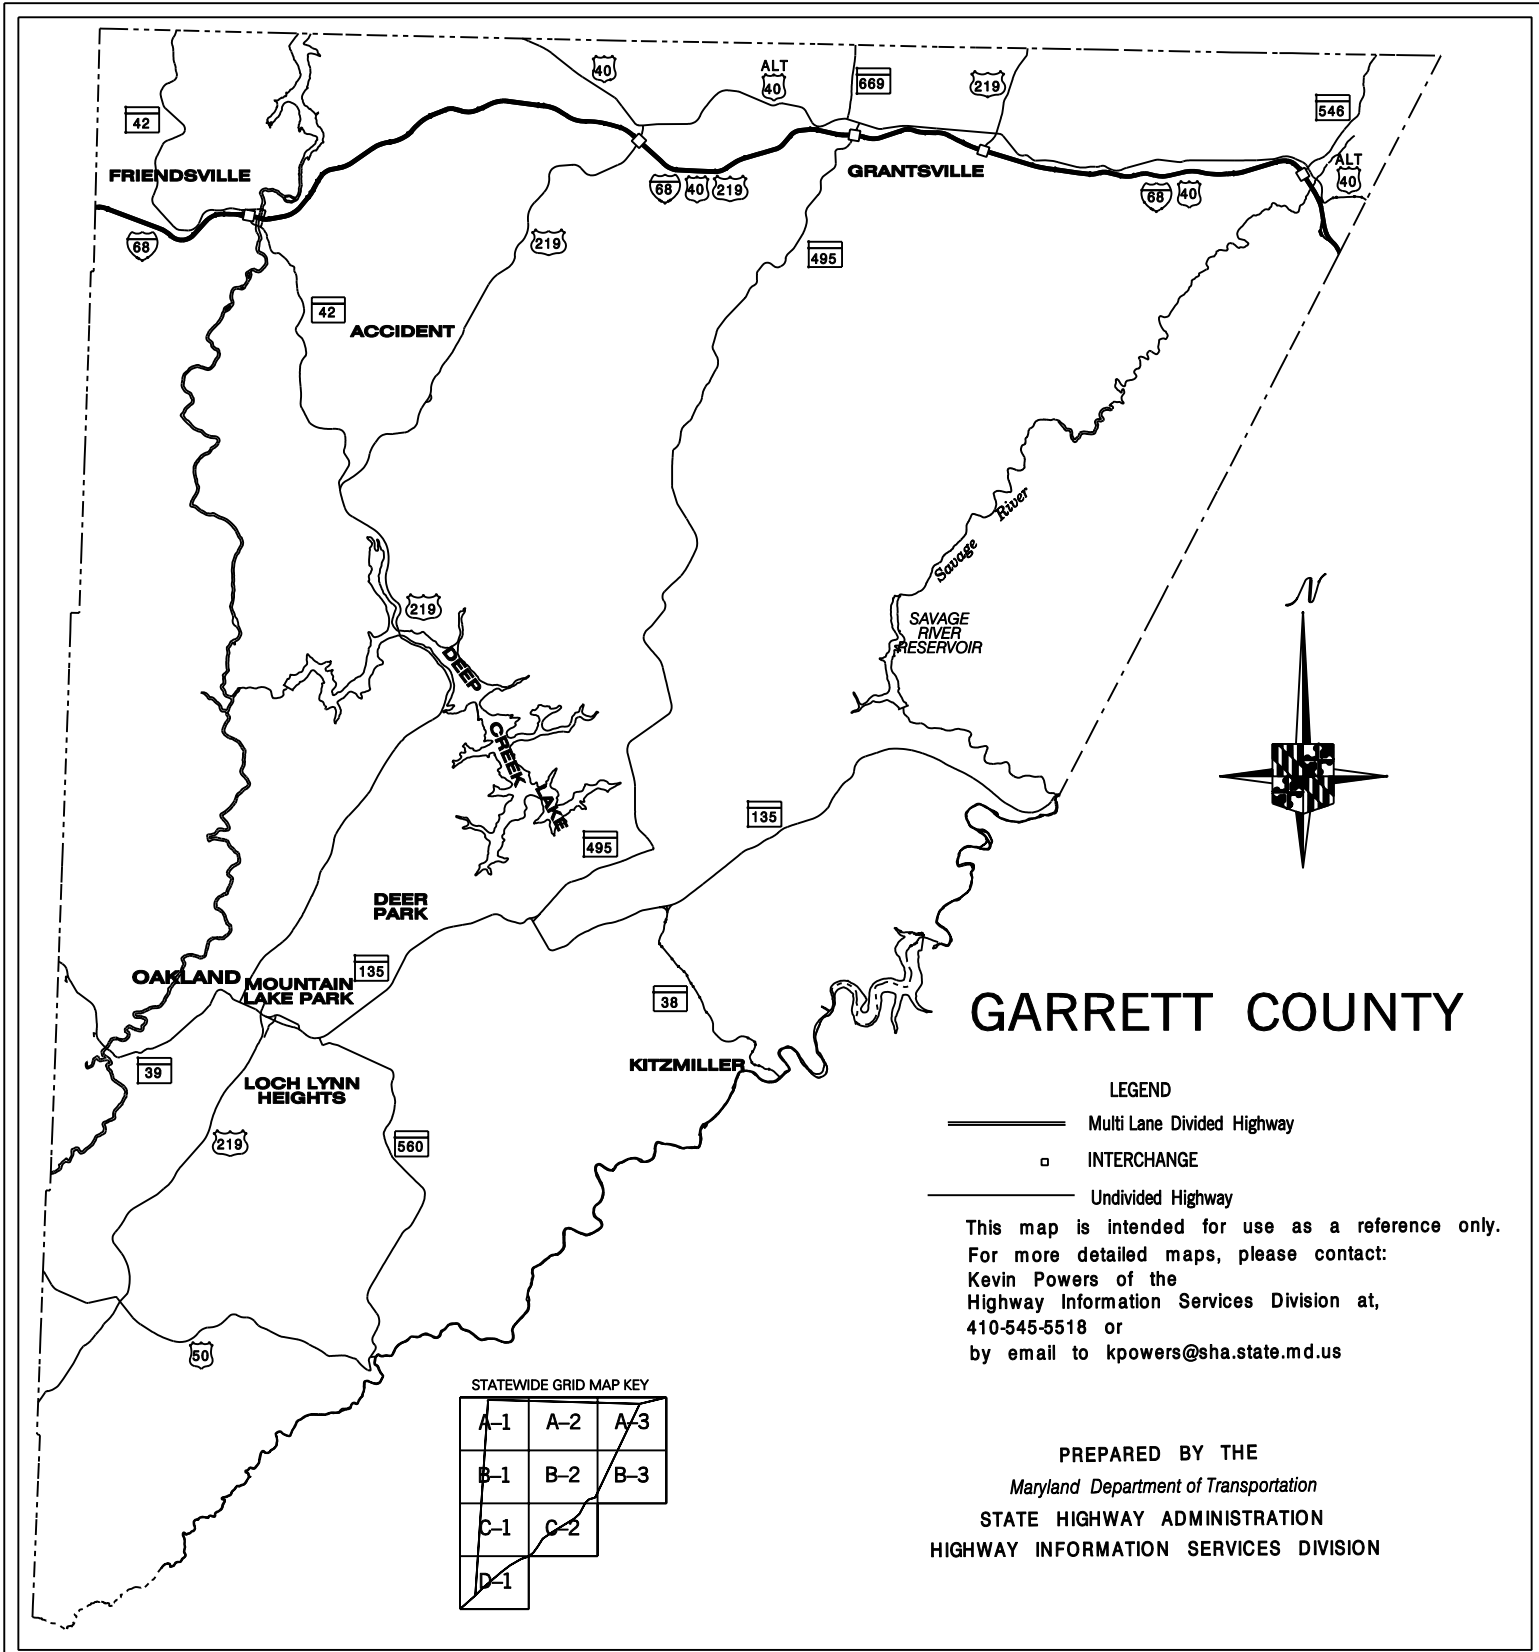 40
ALT
40
669
219
546
42
FRIENDSVILLE
GRANTSVILLE
ALT
40
68
40
219
68
40
68
219
495
42
ACCIDENT
Savage River
219
SAVAGE
RIVER
RESERVOIR
N
DEEP
CREEK
LAKE
495
135
DEER
PARK
OAKLAND
MOUNTAIN
LAKE PARK
135
38
39
KITZMILLER
LOCH LYNN
HEIGHTS
219
560
50
GARRETT COUNTY
LEGEND
Multi Lane Divided Highway
INTERCHANGE
Undivided Highway
This map is intended for use as a reference only.
For more detailed maps, please contact:
Kevin Powers of the
Highway Information Services Division at,
410-545-5518 or
by email to kpowers@sha.state.md.us
STATEWIDE GRID MAP KEY
A-1 A-2 A-3
B-1 B-2 B-3
C-1 C-2
D-1
PREPARED BY THE
Maryland Department of Transportation
STATE HIGHWAY ADMINISTRATION
HIGHWAY INFORMATION SERVICES DIVISION